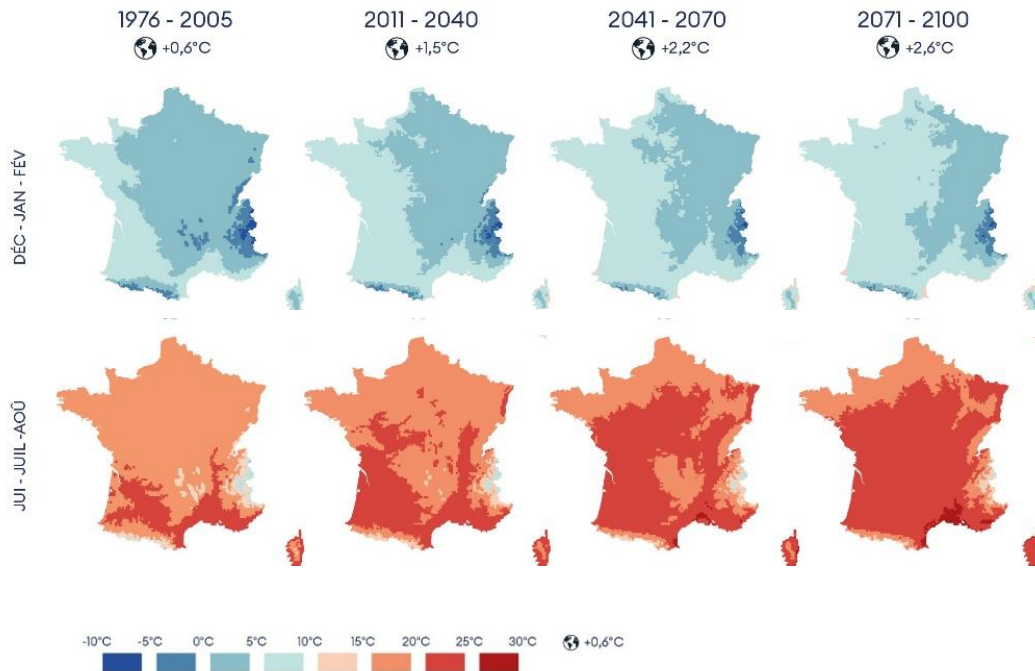 1976 - 2005
2011 - 2040
2041 - 2070
2071 - 2100
+0,6°C
+1,5°C
+2,2°C
+2,6°C
DÉC - JAN - FÉV
JUI - JUIL -AOÛ
-10°C -5°C 0°C 5°C 10°C 15°C 20°C 25°C 30°C +0,6°C